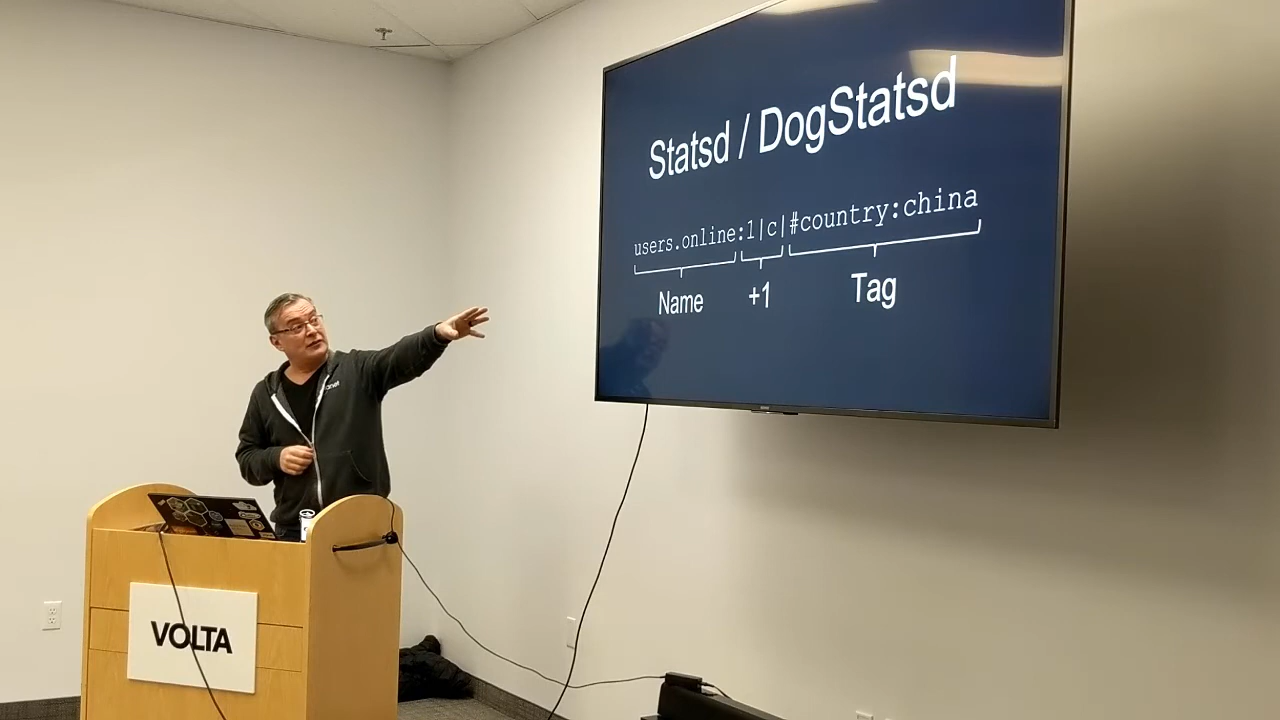 Statsd / DogStatsd
users.online:1|c|#country:china
Name +1 Tag
VOLTA